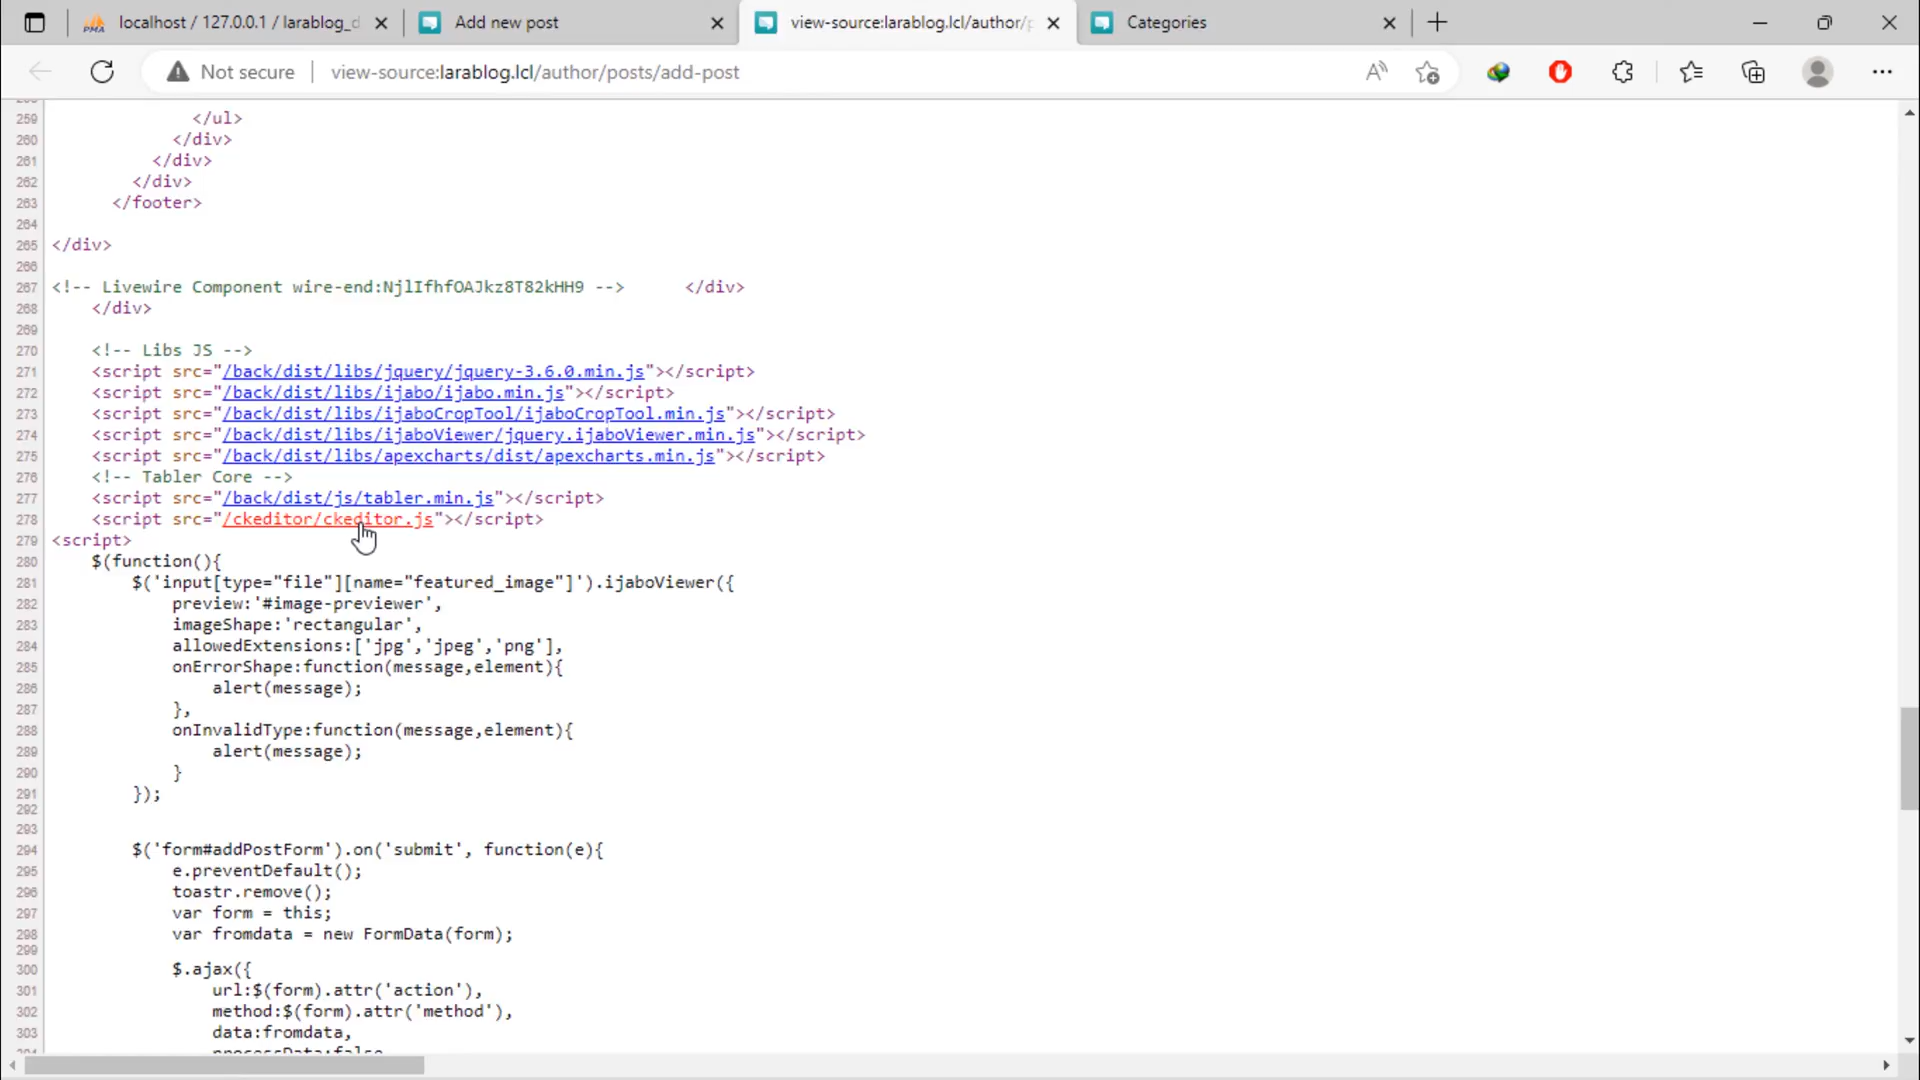 localhost / 127.0.0.1 / larablog_d
Add new post
view-source:larablog.lcl/author/p
Categories
Not secure
view-source:larablog.lcl/author/posts/add-post
259 </ul>
260 </div>
261 </div>
262 </div>
263 </footer>
264
265 </div>
266
267 <!-- Livewire Component wire-end:NjlIfhfOAJkz8T82kHH9 --> </div>
268 </div>
269
270 <!-- Libs JS -->
271 <script src="/back/dist/libs/jquery/jquery-3.6.0.min.js"></script>
272 <script src="/back/dist/libs/ijabo/ijabo.min.js"></script>
273 <script src="/back/dist/libs/ijaboCropTool/ijaboCropTool.min.js"></script>
274 <script src="/back/dist/libs/ijaboViewer/jquery.ijaboViewer.min.js"></script>
275 <script src="/back/dist/libs/apexcharts/dist/apexcharts.min.js"></script>
276 <!-- Tabler Core -->
277 <script src="/back/dist/js/tabler.min.js"></script>
278 <script src="/ckeditor/ckeditor.js"></script>
279 <script>
280 $(function(){
281 $('input[type="file"][name="featured_image"]').ijaboViewer({
282 preview:'#image-previewer',
283 imageShape:'rectangular',
284 allowedExtensions:['jpg','jpeg','png'],
285 onErrorShape:function(message,element){
286 alert(message);
287 },
288 onInvalidType:function(message,element){
289 alert(message);
290 }
291 });
292
293
294 $('form#addPostForm').on('submit', function(e){
295 e.preventDefault();
296 toastr.remove();
297 var form = this;
298 var fromdata = new FormData(form);
299
300 $.ajax({
301 url:$(form).attr('action'),
302 method:$(form).attr('method'),
303 data:fromdata,
processData:false